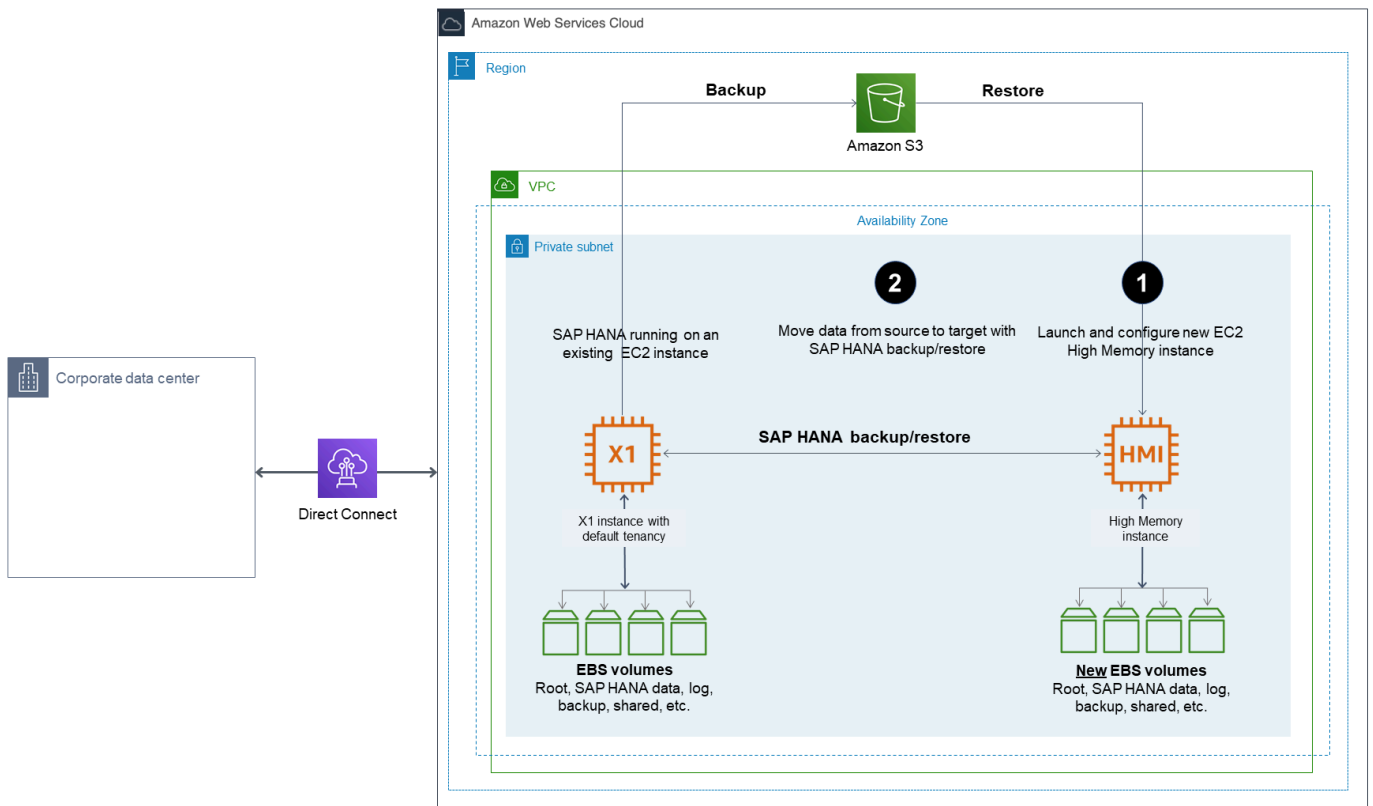 Amazon Web Services Cloud
Region
Backup
Restore
Amazon S3
VPC
Availability Zone
Private subnet
2
1
SAP HANA running on an
existing EC2 instance
Move data from source to target with
SAP HANA backup/restore
Launch and configure new EC2
High Memory instance
Corporate data center
Direct Connect
X1
SAP HANA backup/restore
HMI
X1 instance with
default tenancy
High Memory
instance
EBS volumes
Root, SAP HANA data, log,
backup, shared, etc.
New EBS volumes
Root, SAP HANA data, log,
backup, shared, etc.